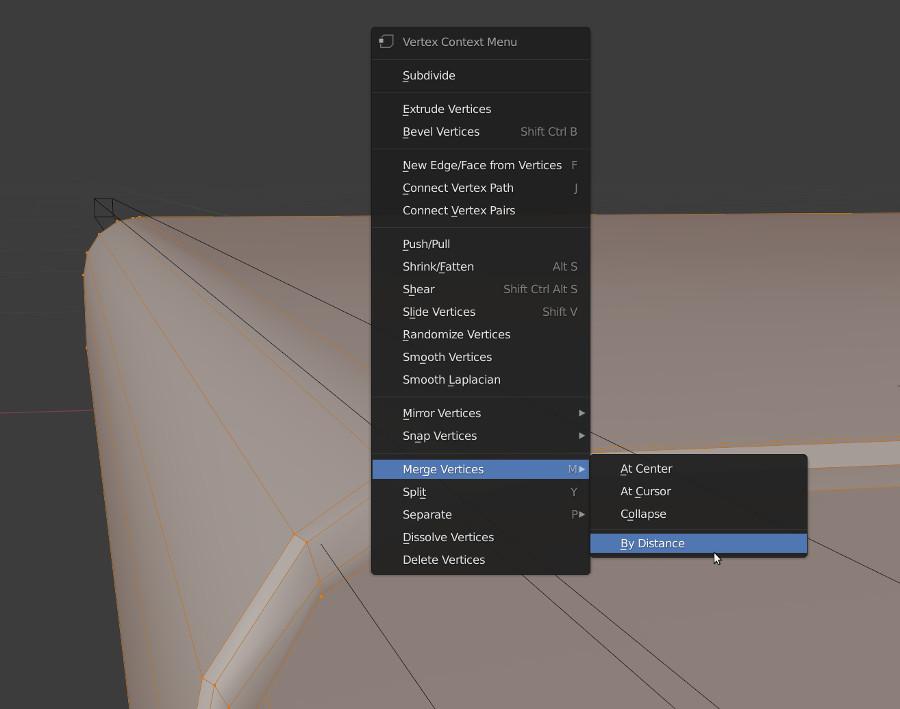 Vertex Context Menu
Subdivide
Extrude Vertices
Bevel Vertices Shift Ctrl B
New Edge/Face from Vertices F
Connect Vertex Path J
Connect Vertex Pairs
Push/Pull
Shrink/Fatten Alt S
Shear Shift Ctrl Alt S
Slide Vertices Shift V
Randomize Vertices
Smooth Vertices
Smooth Laplacian
Mirror Vertices
Snap Vertices
Merge Vertices M
Split Y
Separate P
Dissolve Vertices
Delete Vertices
At Center
At Cursor
Collapse
By Distance